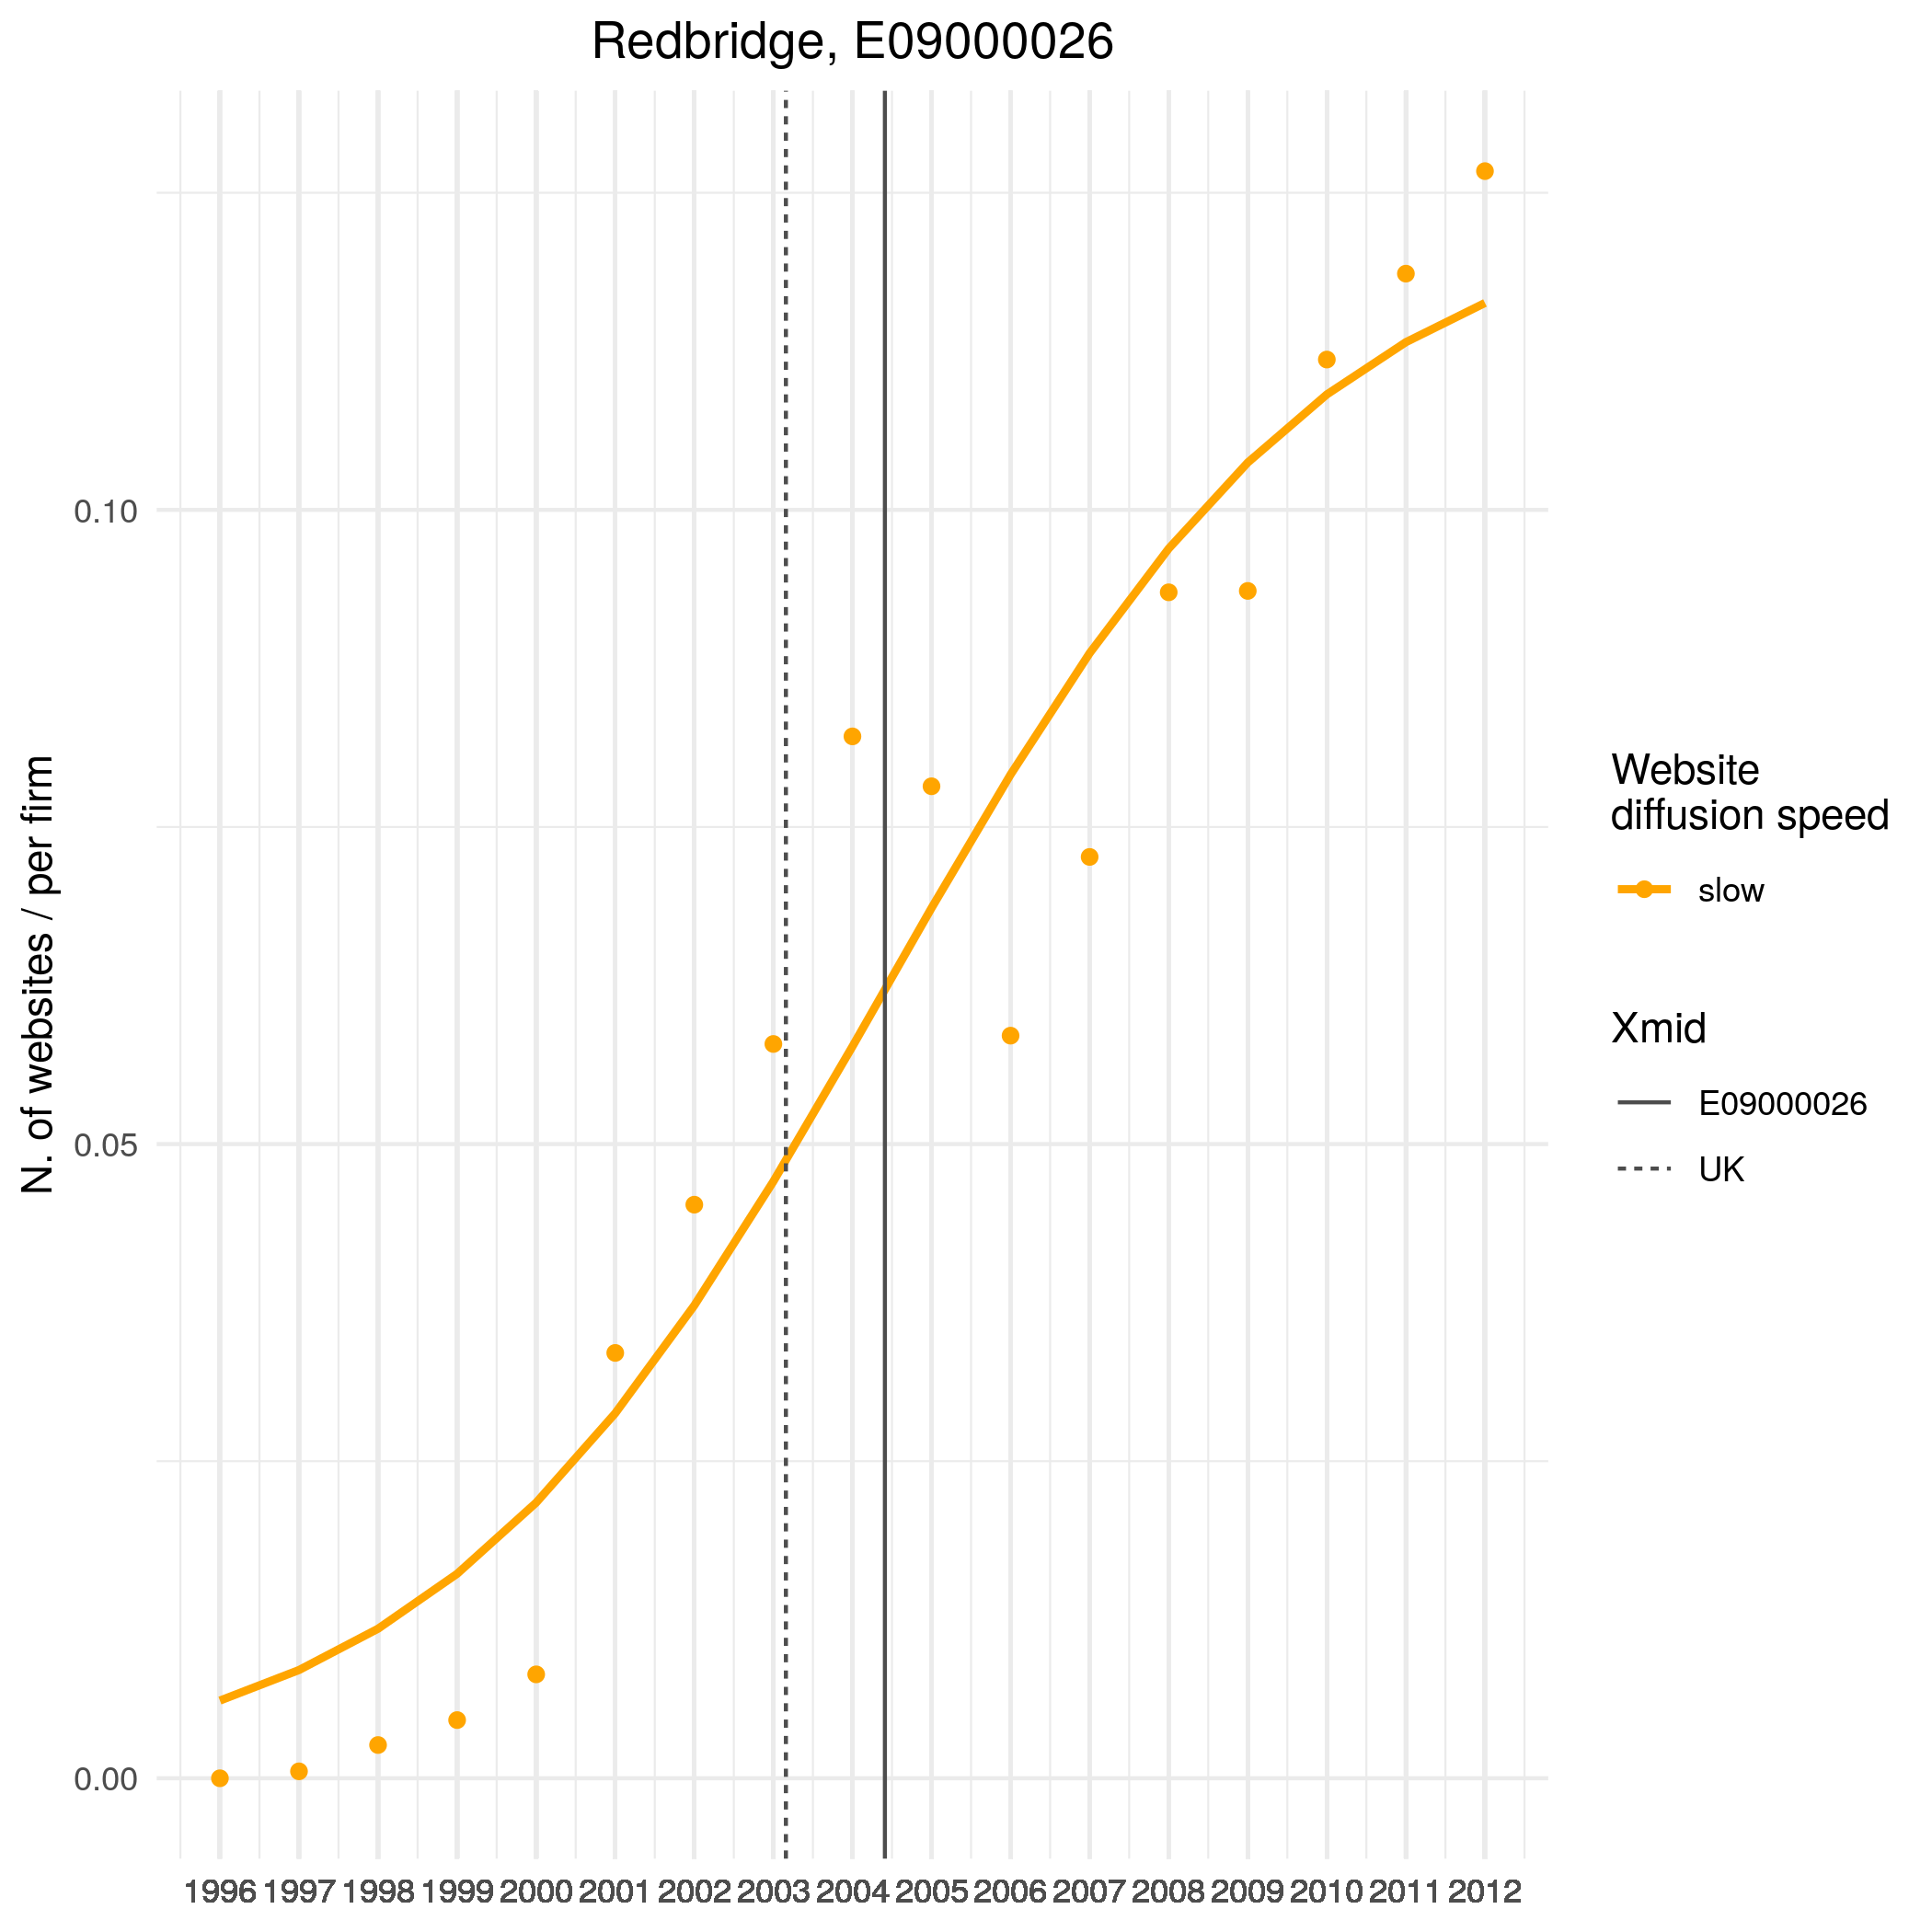 Redbridge, E09000026
N. of websites / per firm
0.10
0.05
0.00
1996 1997 1998 1999 2000 2001 2002 2003 2004 2005 2006 2007 2008 2009 2010 2011 2012
Website
diffusion speed
slow
Xmid
E09000026
UK